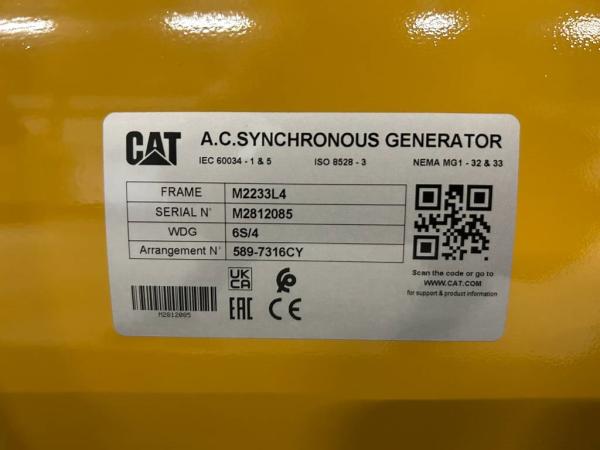 CAT A.C.SYNCHRONOUS GENERATOR
IEC 60034 - 1 & 5 ISO 8528 - 3 NEMA MG1 - 32 & 33
FRAME M2233L4
SERIAL N° M2812085
WDG 6S/4
Arrangement N° 589-7316CY
Scan the code or go to
WWW.CAT.COM
for support & product information
UK
CA
EAC CE
M2812085